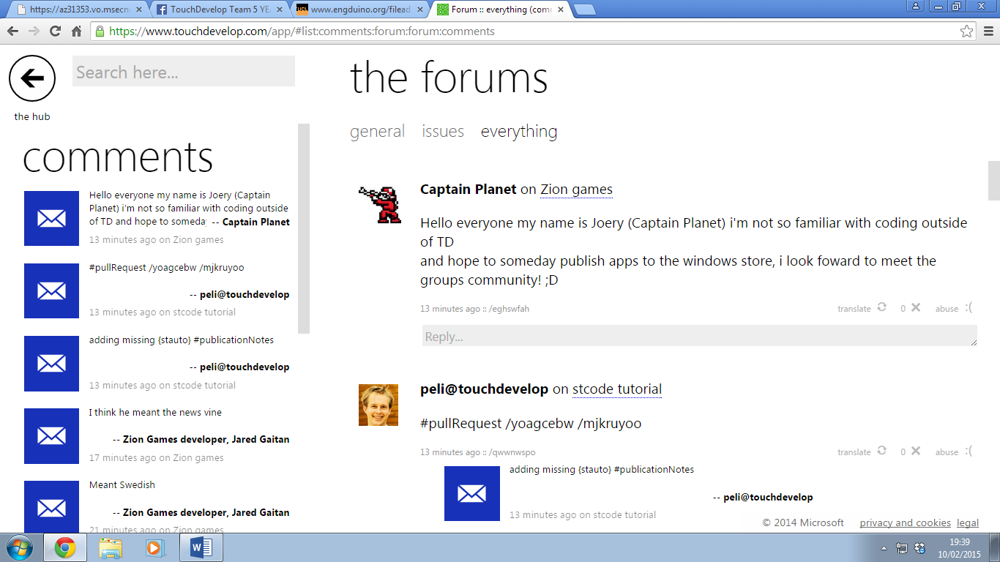 https://az31353.vo.msecn
TouchDevelop Team 5 YEA
www.engduino.org/filead
Forum :: everything (com
https://www.touchdevelop.com/app/#list:comments:forum:forum:comments
the hub
Search here...
comments
Hello everyone my name is Joery (Captain
Planet) i'm not so familiar with coding outside
of TD and hope to someday -- Captain Planet
13 minutes ago on Zion games
#pullRequest /yoagcebw /mjkruyoo
-- peli@touchdevelop
13 minutes ago on stcode tutorial
adding missing {stauto} #publicationNotes
-- peli@touchdevelop
13 minutes ago on stcode tutorial
I think he meant the news vine
-- Zion Games developer, Jared Gaitan
17 minutes ago on Zion games
Meant Swedish
-- Zion Games developer, Jared Gaitan
21 minutes ago on Zion games
the forums
general issues everything
Captain Planet on Zion games
Hello everyone my name is Joery (Captain Planet) i'm not so familiar with coding outside
of TD
and hope to someday publish apps to the windows store, i look foward to meet the
groups community! ;D
13 minutes ago :: /eghswfah translate 0 abuse :(
Reply...
peli@touchdevelop on stcode tutorial
#pullRequest /yoagcebw /mjkruyoo
13 minutes ago :: /qwwnwspo translate 0 abuse :(
adding missing {stauto} #publicationNotes
-- peli@touchdevelop
13 minutes ago on stcode tutorial
© 2014 Microsoft privacy and cookies legal
19:39
10/02/2015